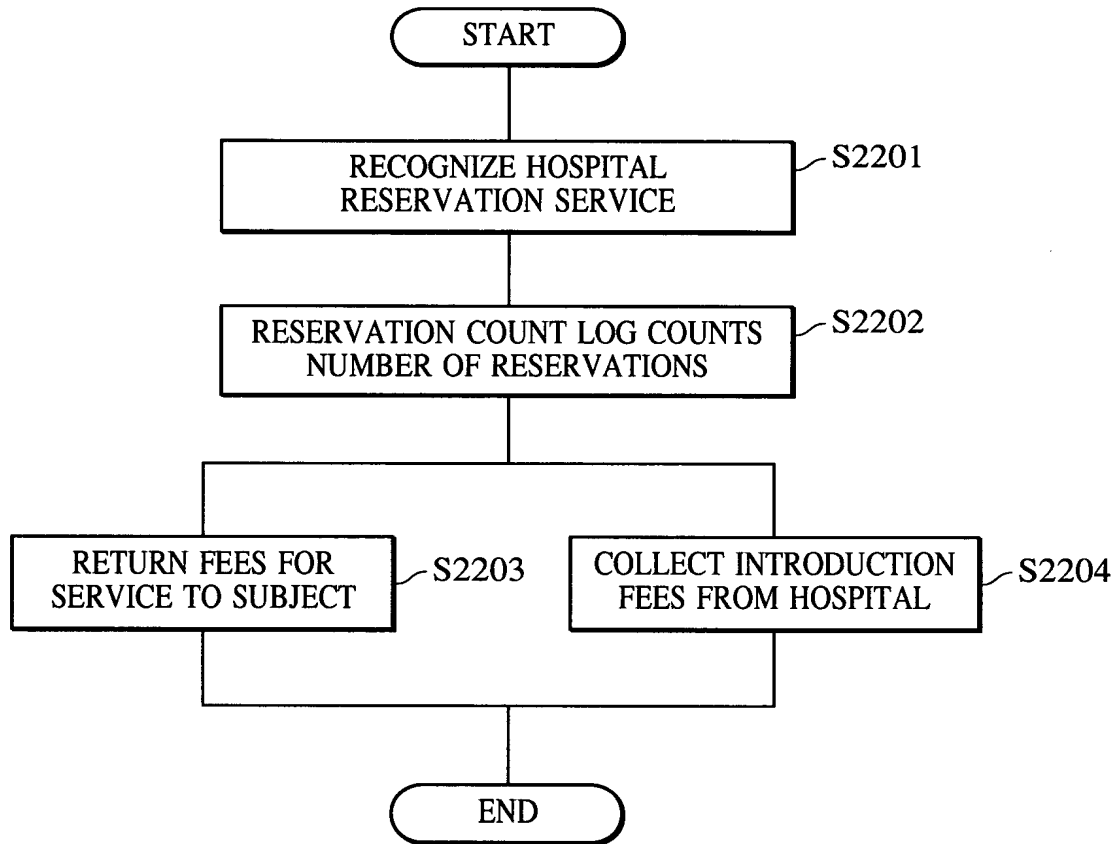 START
RECOGNIZE HOSPITAL
RESERVATION SERVICE
S2201
RESERVATION COUNT LOG COUNTS
NUMBER OF RESERVATIONS
S2202
RETURN FEES FOR
SERVICE TO SUBJECT
S2203
COLLECT INTRODUCTION
FEES FROM HOSPITAL
S2204
END